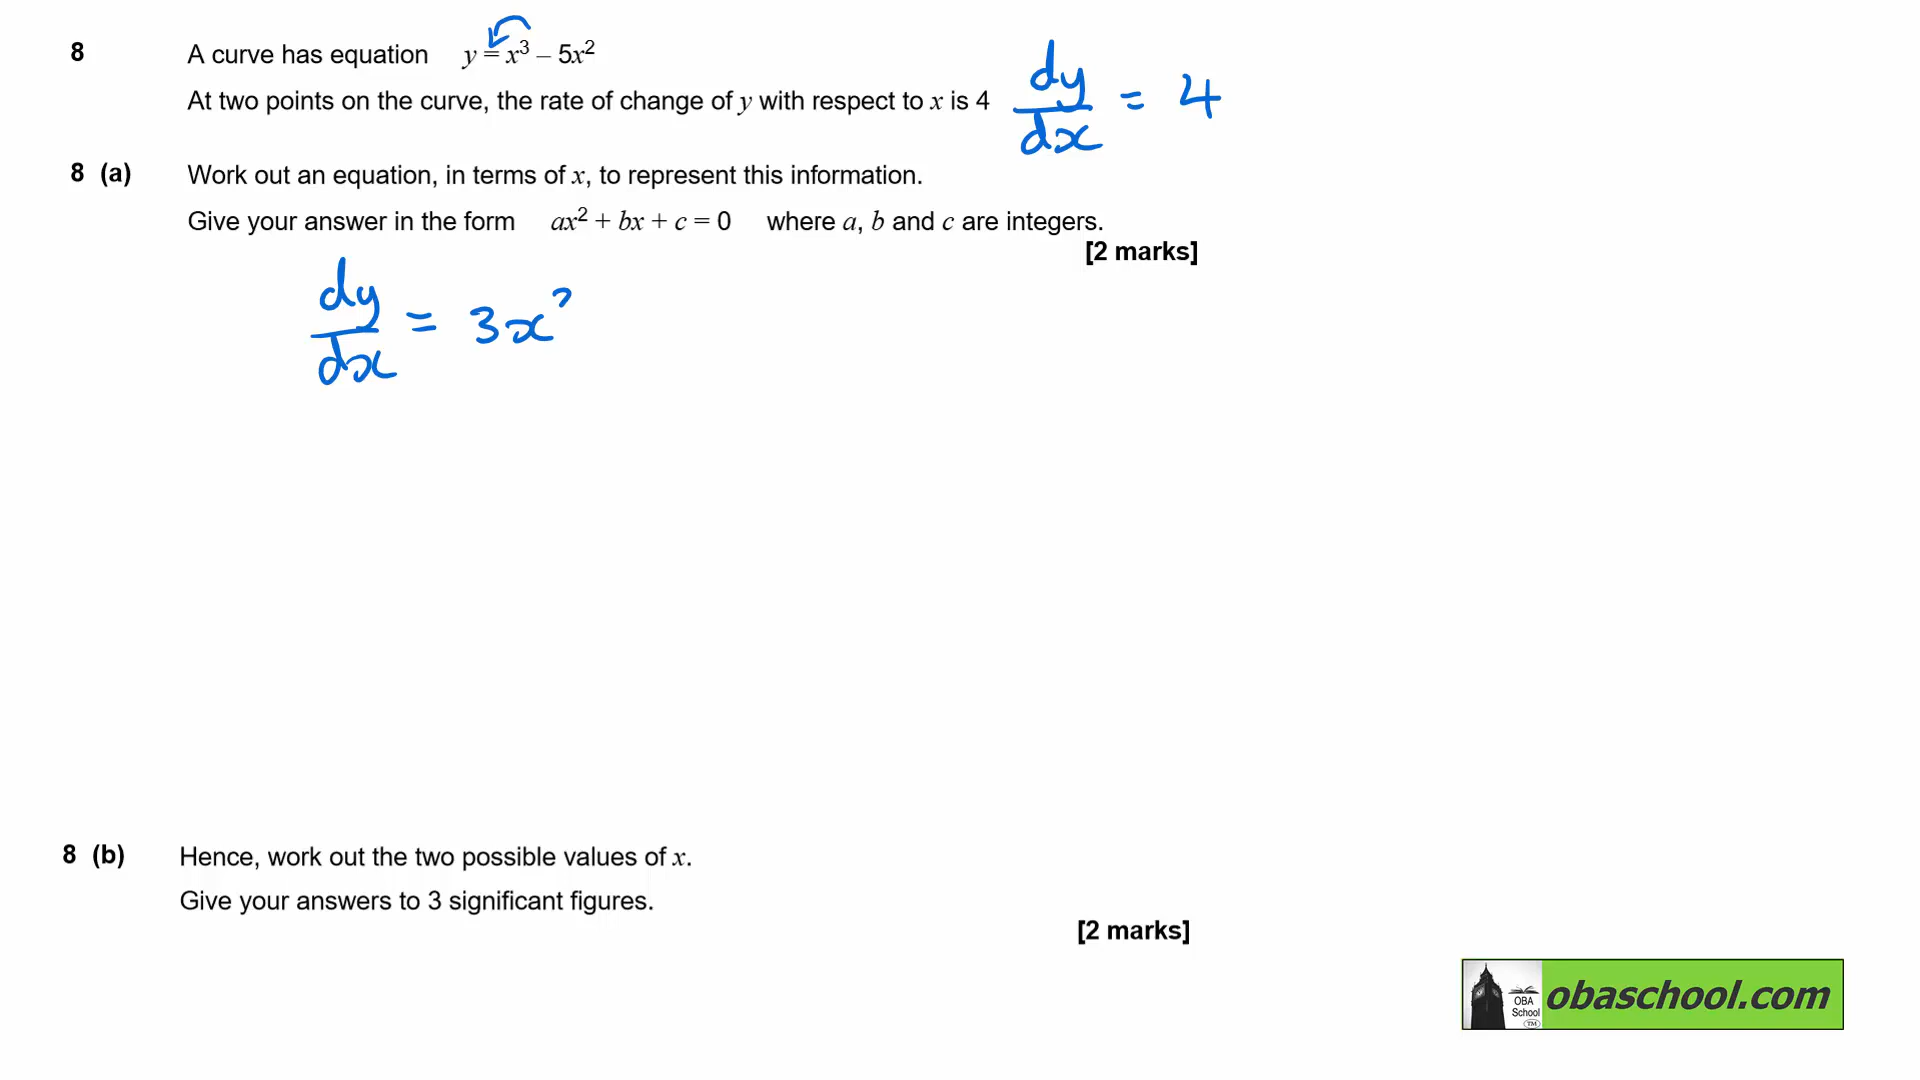 8 A curve has equation y = x³ – 5x²
At two points on the curve, the rate of change of y with respect to x is 4 dy/dx = 4
8 (a) Work out an equation, in terms of x, to represent this information.
Give your answer in the form ax² + bx + c = 0 where a, b and c are integers.
[2 marks]
dy/dx = 3x²
8 (b) Hence, work out the two possible values of x.
Give your answers to 3 significant figures.
[2 marks]
OBA
School
TM
obaschool.com